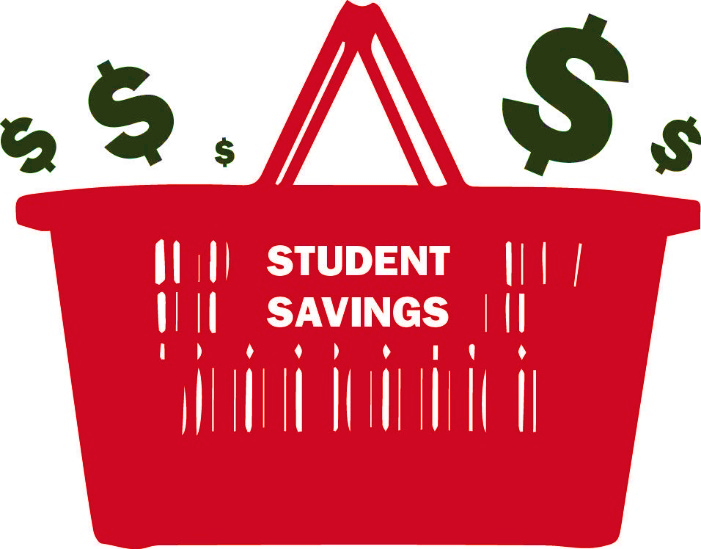 $ $ $ $ $
STUDENT
SAVINGS